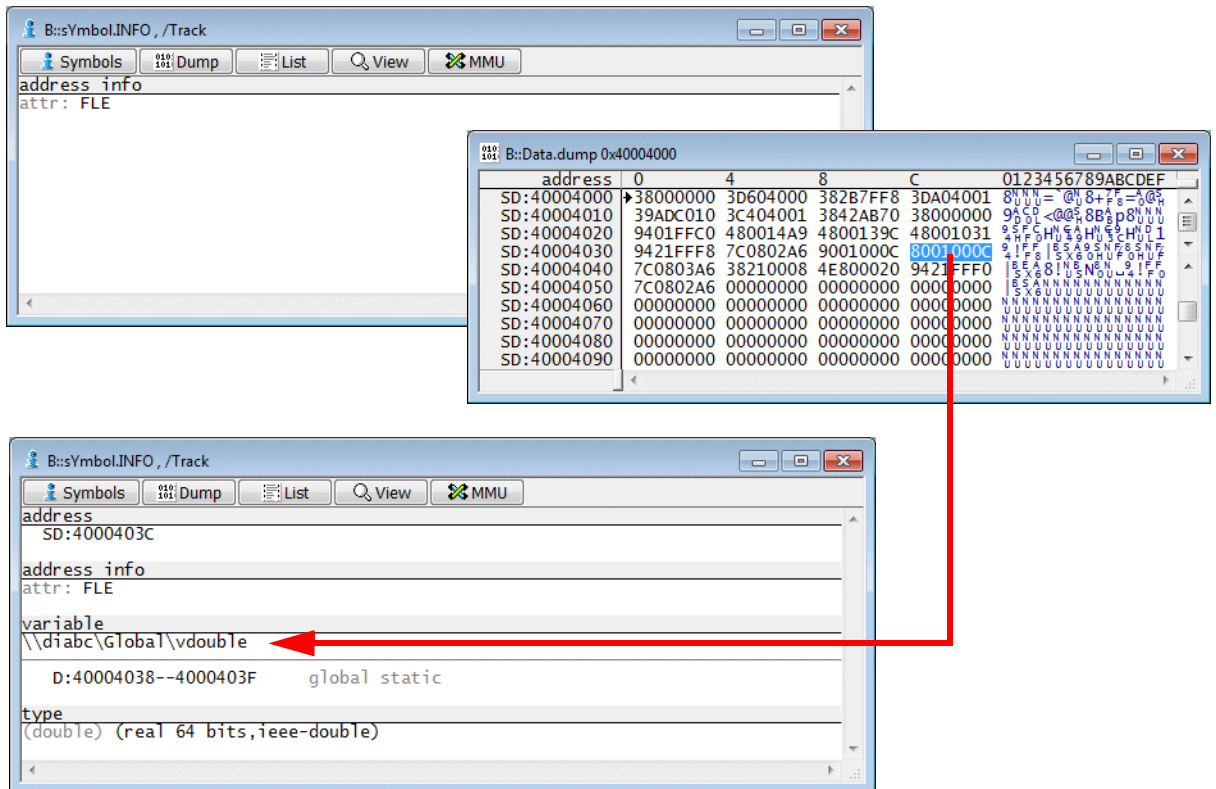 B::sYmbol.INFO , /Track
Symbols Dump List View MMU
address info
attr: FLE
B::Data.dump 0x40004000
address 0 4 8 C 0123456789ABCDEF
SD:40004000 38000000 3D604000 382B7FF8 3DA04001
SD:40004010 39ADC010 3C404001 3842AB70 38000000
SD:40004020 9401FFC0 480014A9 4800139C 48001031
SD:40004030 9421FFF8 7C0802A6 9001000C 8001000C
SD:40004040 7C0803A6 38210008 4E800020 9421FFF0
SD:40004050 7C0802A6 00000000 00000000 00000000
SD:40004060 00000000 00000000 00000000 00000000
SD:40004070 00000000 00000000 00000000 00000000
SD:40004080 00000000 00000000 00000000 00000000
SD:40004090 00000000 00000000 00000000 00000000
B::sYmbol.INFO , /Track
Symbols Dump List View MMU
address
SD:4000403C
address info
attr: FLE
variable
\\diabc\Global\vdouble
D:40004038--4000403F global static
type
(double) (real 64 bits,ieee-double)